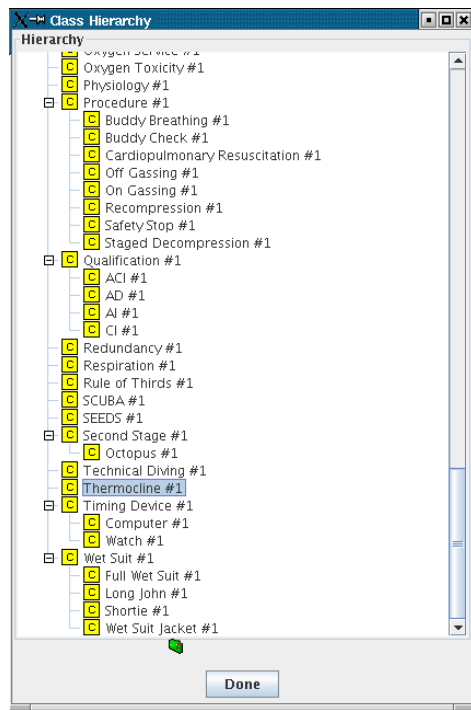 Class Hierarchy
Hierarchy
Oxygen Service #1
Oxygen Toxicity #1
Physiology #1
C Procedure #1
C Buddy Breathing #1
C Buddy Check #1
C Cardiopulmonary Resuscitation #1
C Off Gassing #1
C On Gassing #1
C Recompression #1
C Safety Stop #1
C Staged Decompression #1
C Qualification #1
C ACI #1
C AD #1
C AI #1
C CI #1
C Redundancy #1
C Respiration #1
C Rule of Thirds #1
C SCUBA #1
C SEEDS #1
C Second Stage #1
C Octopus #1
C Technical Diving #1
C Thermocline #1
C Timing Device #1
C Computer #1
C Watch #1
C Wet Suit #1
C Full Wet Suit #1
C Long John #1
C Shortie #1
C Wet Suit Jacket #1
Done